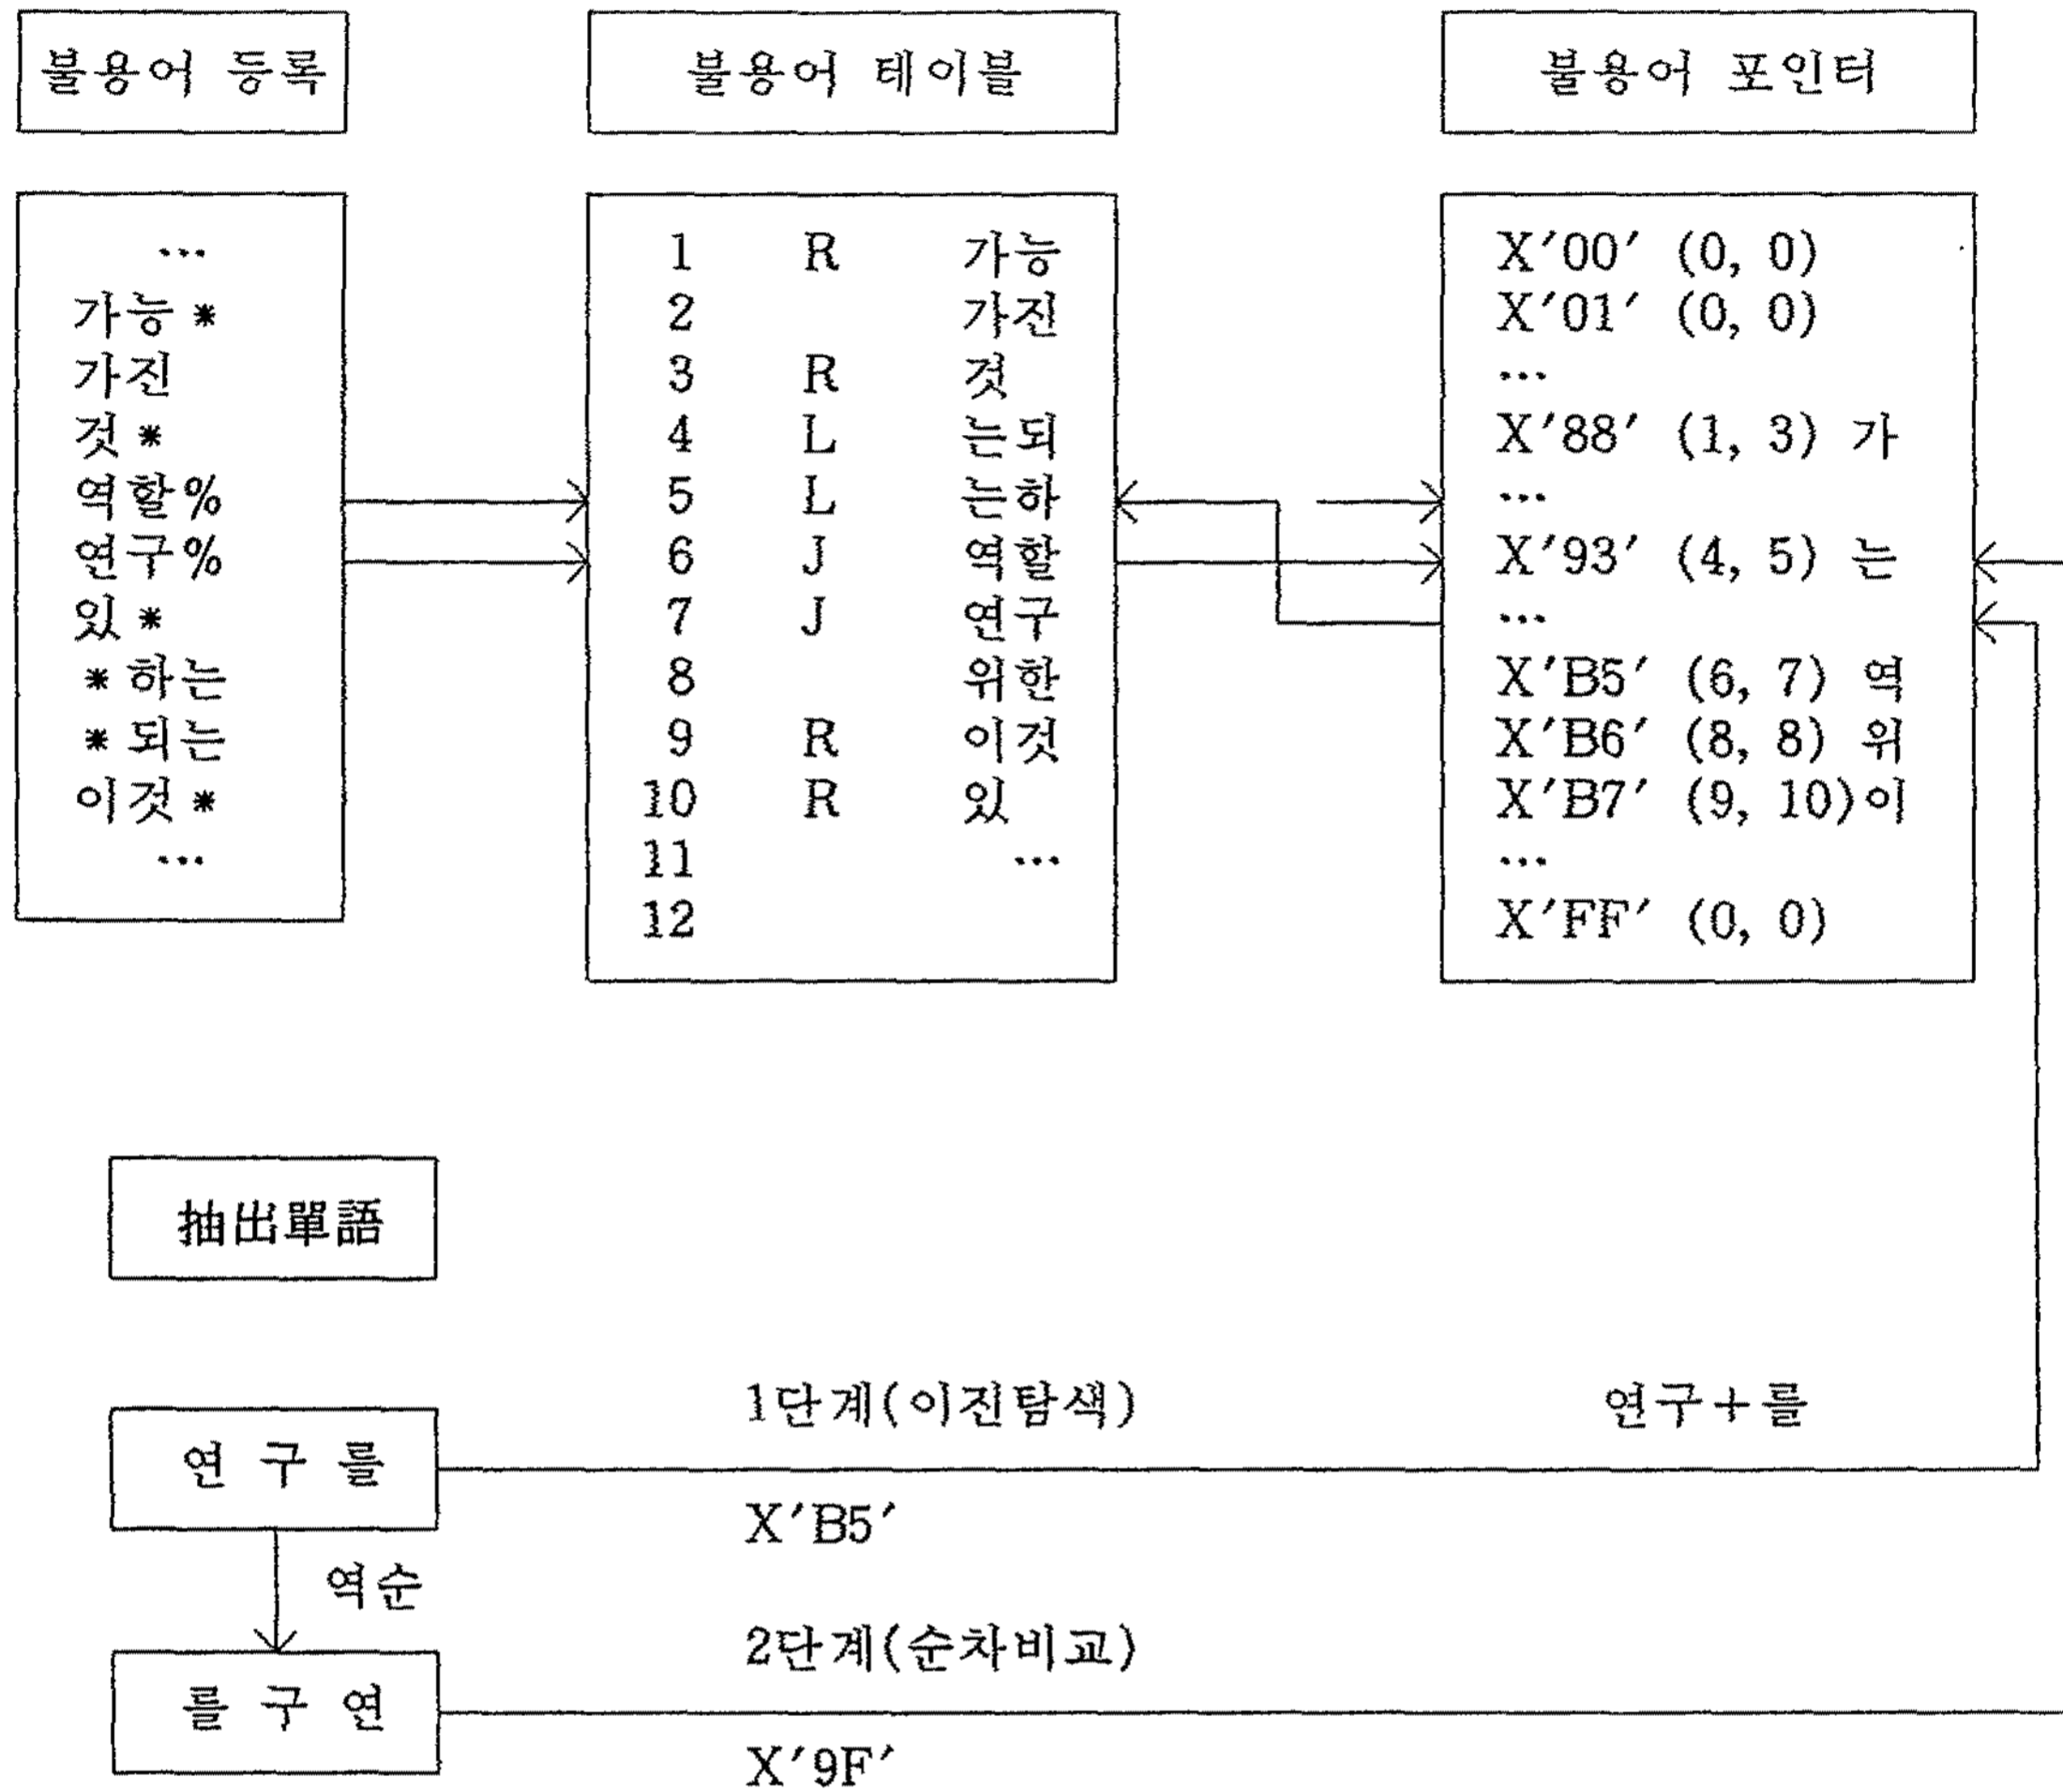 불용어 등록
불용어 테이블
불용어 포인터
…
가능 *
가진
것 *
역할%
연구%
있 *
* 하는
* 되는
이것 *
…
1 R 가능
2 가진
3 R 것
4 L 는되
5 L 는하
6 J 역할
7 J 연구
8 위한
9 R 이것
10 R 있
11 …
12
X′00′ (0, 0)
X′01′ (0, 0)
…
X′88′ (1, 3) 가
…
X′93′ (4, 5) 는
…
X′B5′ (6, 7) 역
X′B6′ (8, 8) 위
X′B7′ (9, 10)이
…
X′FF′ (0, 0)
抽出單語
1단계(이진탐색) 연구+를
연 구 를
X′B5′
역순
2단계(순차비교)
를 구 연
X′9F′